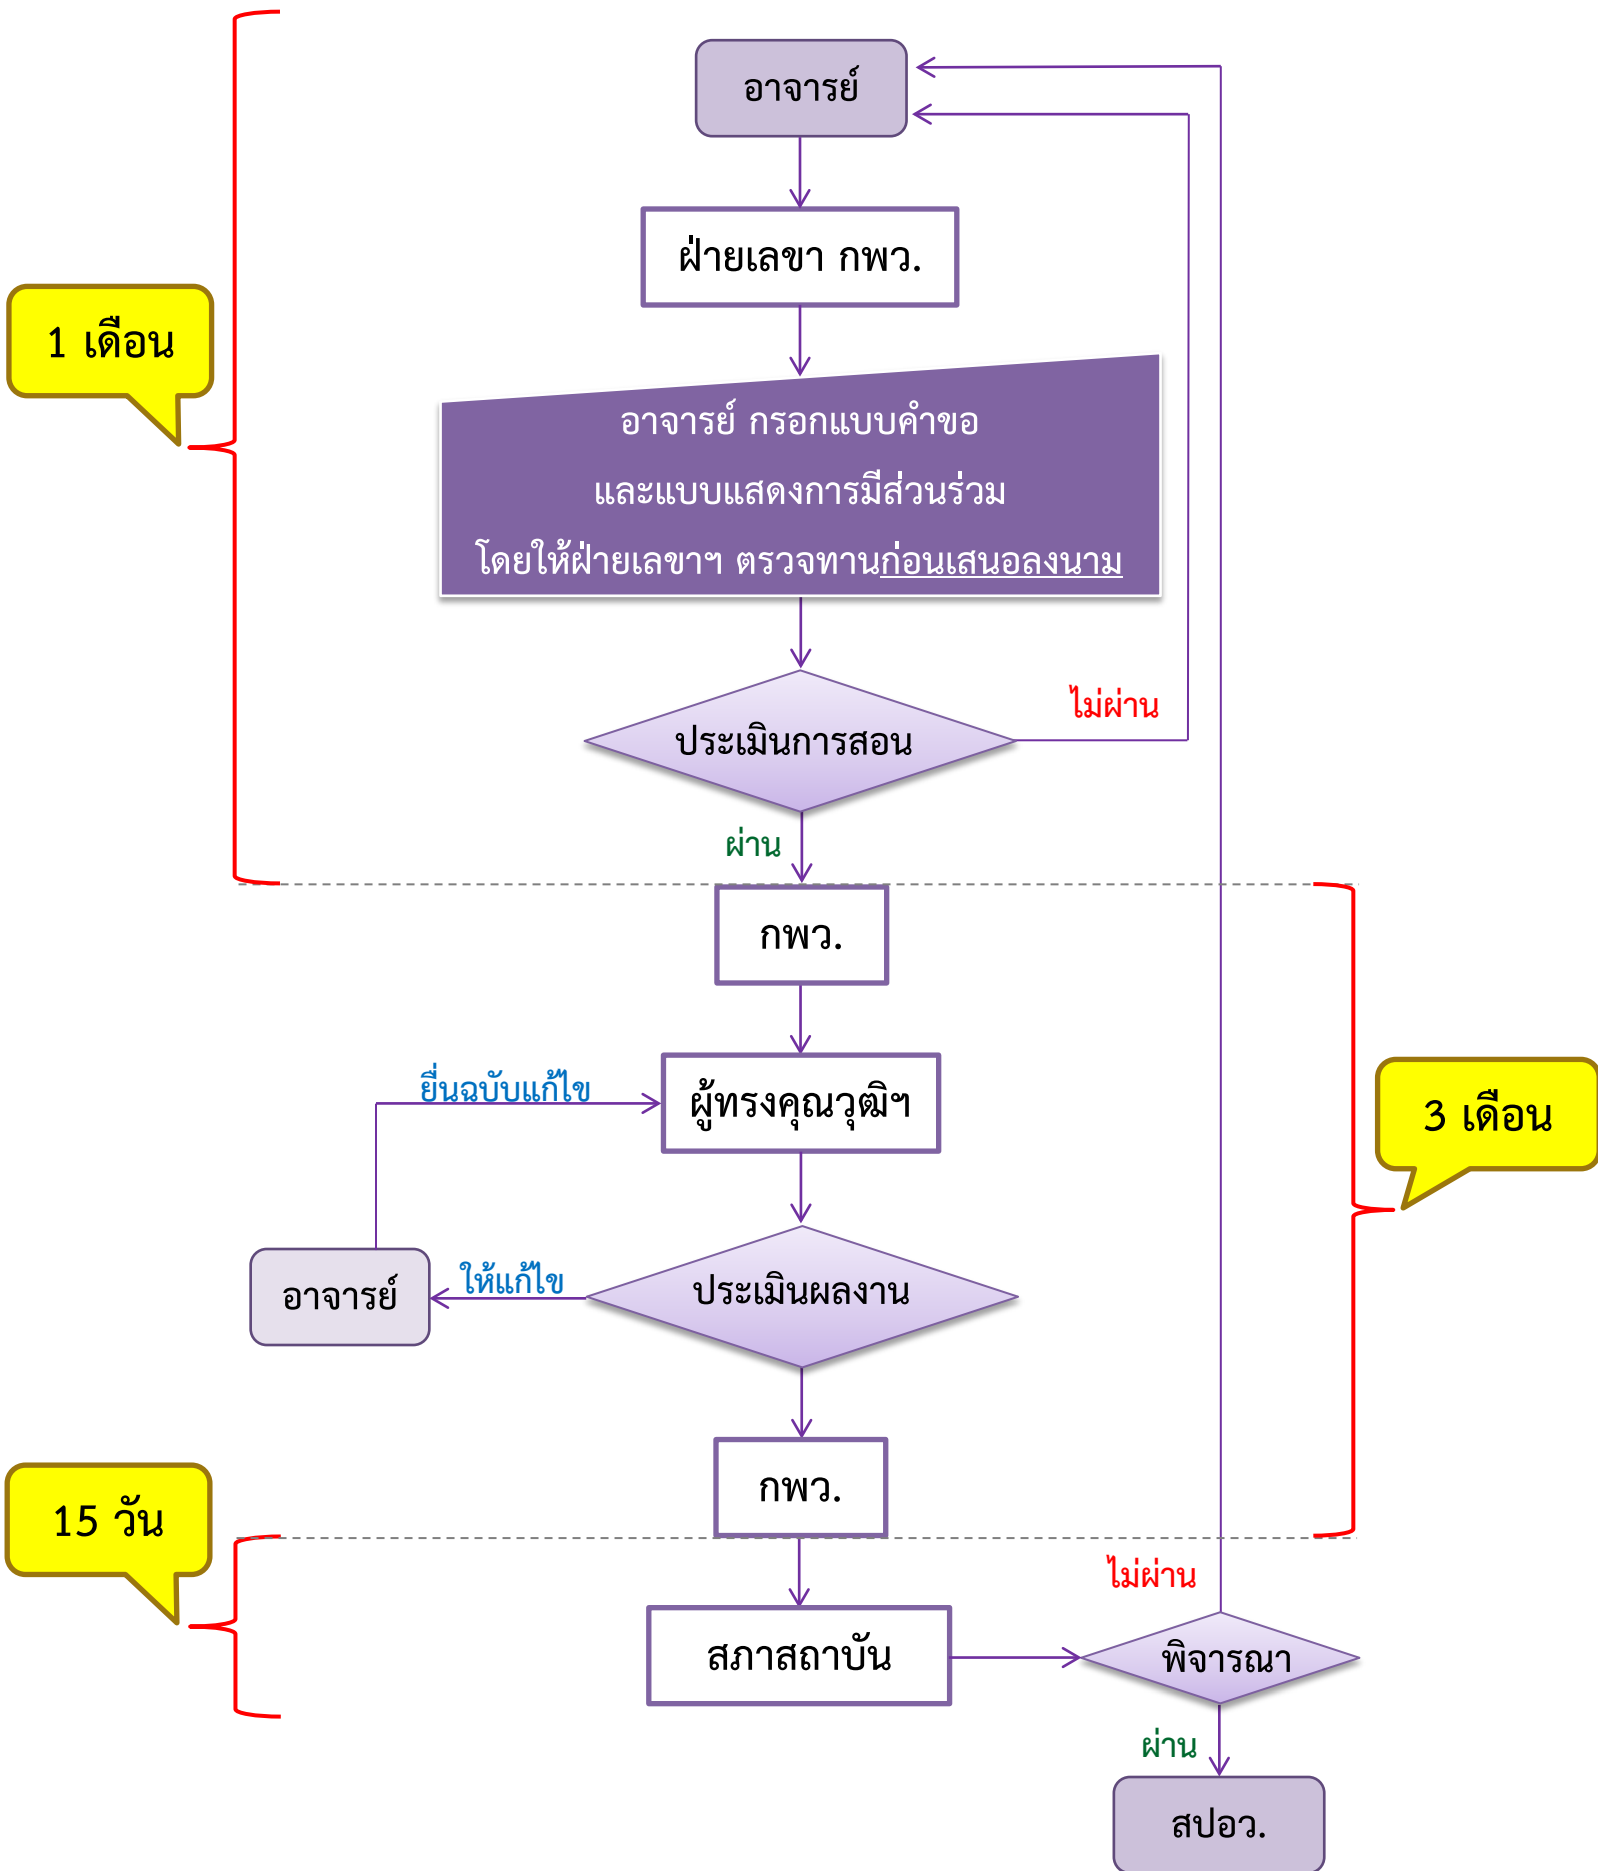 อาจารย์
ฝ่ายเลขา กพว.
1 เดือน
อาจารย์ กรอกแบบคำขอ
และแบบแสดงการมีส่วนร่วม
โดยให้ฝ่ายเลขาฯ ตรวจทานก่อนเสนอลงนาม
ไม่ผ่าน
ประเมินการสอน
ผ่าน
กพว.
ยื่นฉบับแก้ไข
ผู้ทรงคุณวุฒิฯ
3 เดือน
ให้แก้ไข
ประเมินผลงาน
อาจารย์
กพว.
15 วัน
ไม่ผ่าน
สภาสถาบัน
พิจารณา
ผ่าน
สปอว.